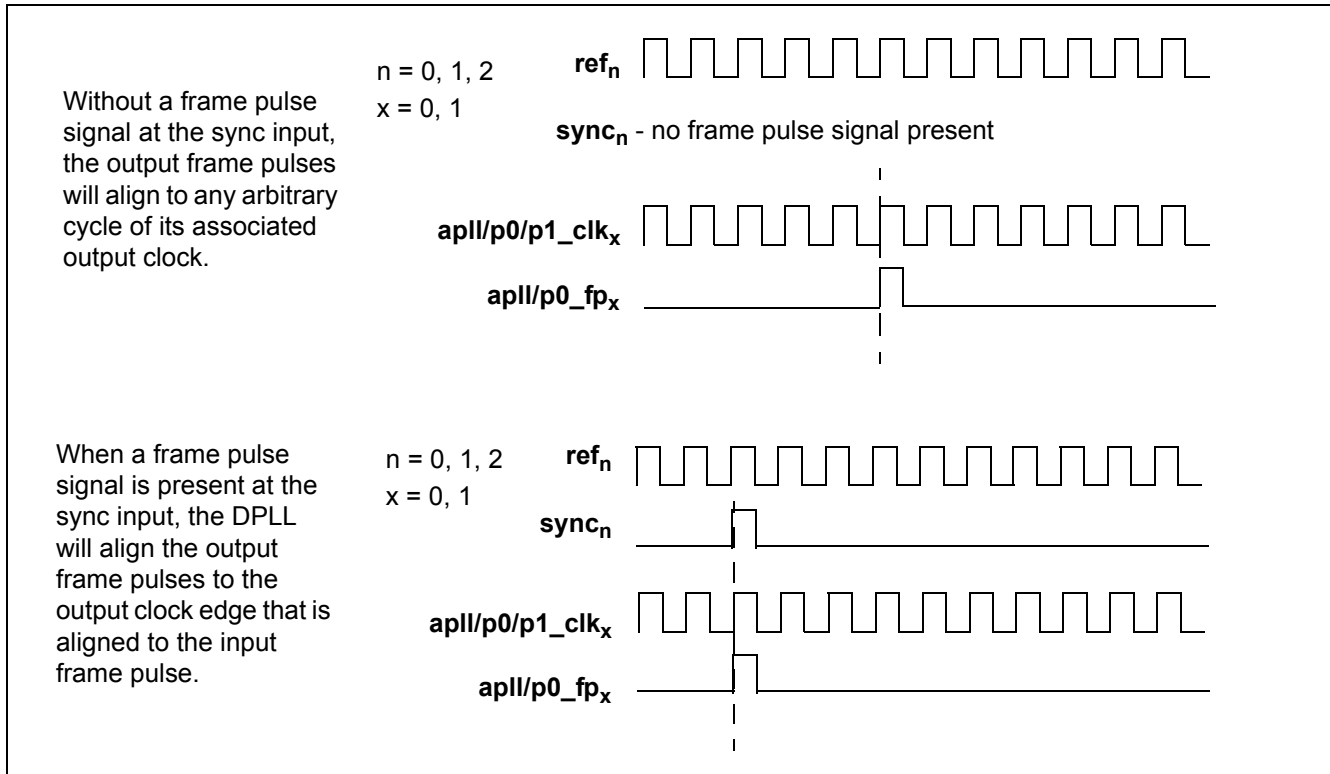 Without a frame pulse
signal at the sync input,
the output frame pulses
will align to any arbitrary
cycle of its associated
output clock.
n = 0, 1, 2
x = 0, 1
refn
syncn - no frame pulse signal present
apll/p0/p1_clkx
apll/p0_fpx
When a frame pulse
signal is present at the
sync input, the DPLL
will align the output
frame pulses to the
output clock edge that is
aligned to the input
frame pulse.
n = 0, 1, 2
x = 0, 1
refn
syncn
apll/p0/p1_clkx
apll/p0_fpx